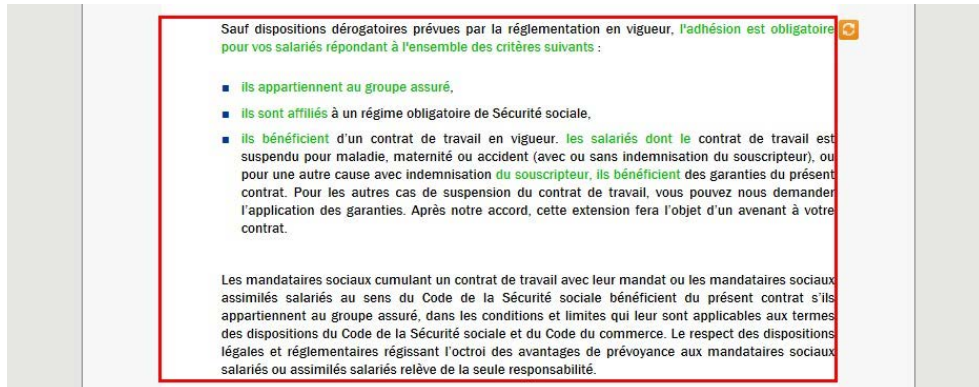 Sauf dispositions dérogatoires prévues par la réglementation en vigueur, l'adhésion est obligatoire
pour vos salariés répondant à l'ensemble des critères suivants :
ils appartiennent au groupe assuré,
ils sont affiliés à un régime obligatoire de Sécurité sociale,
ils bénéficient d'un contrat de travail en vigueur. les salariés dont le contrat de travail est
suspendu pour maladie, maternité ou accident (avec ou sans indemnisation du souscripteur), ou
pour une autre cause avec indemnisation du souscripteur, ils bénéficient des garanties du présent
contrat. Pour les autres cas de suspension du contrat de travail, vous pouvez nous demander
l'application des garanties. Après notre accord, cette extension fera l'objet d'un avenant à votre
contrat.
Les mandataires sociaux cumulant un contrat de travail avec leur mandat ou les mandataires sociaux
assimilés salariés au sens du Code de la Sécurité sociale bénéficient du présent contrat s'ils
appartiennent au groupe assuré, dans les conditions et limites qui leur sont applicables aux termes
des dispositions du Code de la Sécurité sociale et du Code du commerce. Le respect des dispositions
légales et réglementaires régissant l'octroi des avantages de prévoyance aux mandataires sociaux
salariés ou assimilés salariés relève de la seule responsabilité.